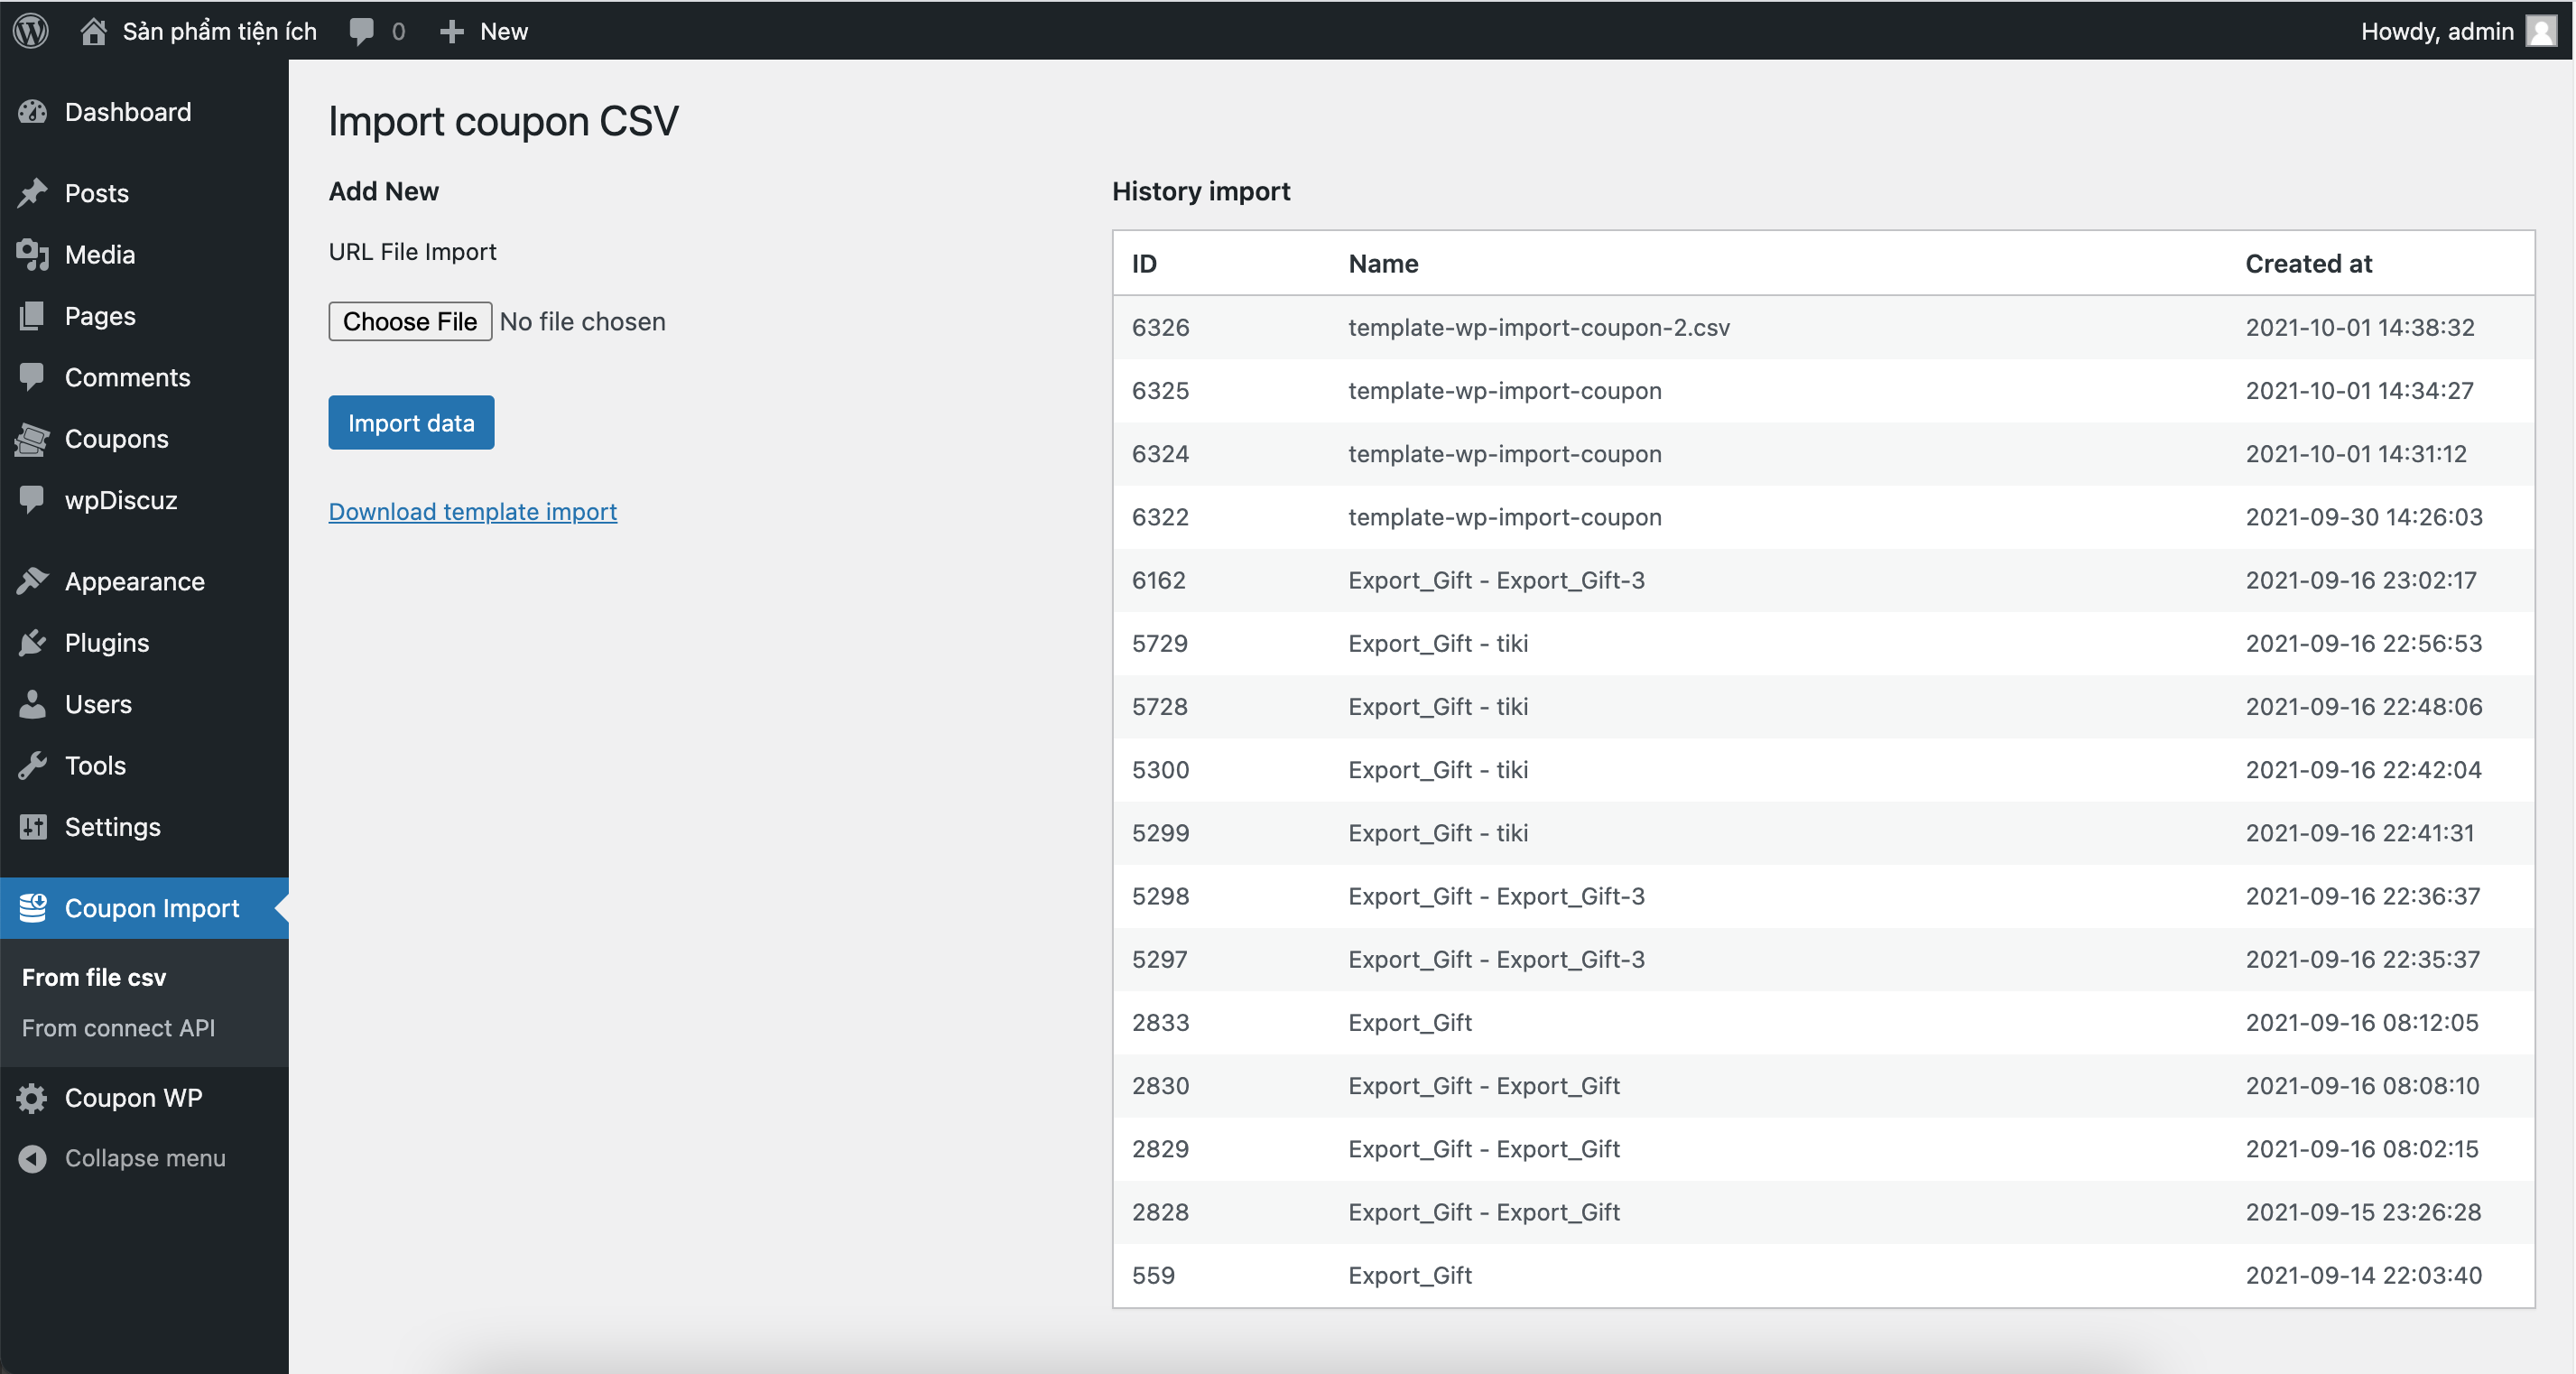 Sản phẩm tiện ích 0 New Howdy, admin
Dashboard
Posts
Media
Pages
Comments
Coupons
wpDiscuz
Appearance
Plugins
Users
Tools
Settings
Coupon Import
From file csv
From connect API
Coupon WP
Collapse menu
Import coupon CSV
Add New
URL File Import
Choose File No file chosen
Import data
Download template import
History import
ID Name Created at
6326 template-wp-import-coupon-2.csv 2021-10-01 14:38:32
6325 template-wp-import-coupon 2021-10-01 14:34:27
6324 template-wp-import-coupon 2021-10-01 14:31:12
6322 template-wp-import-coupon 2021-09-30 14:26:03
6162 Export_Gift - Export_Gift-3 2021-09-16 23:02:17
5729 Export_Gift - tiki 2021-09-16 22:56:53
5728 Export_Gift - tiki 2021-09-16 22:48:06
5300 Export_Gift - tiki 2021-09-16 22:42:04
5299 Export_Gift - tiki 2021-09-16 22:41:31
5298 Export_Gift - Export_Gift-3 2021-09-16 22:36:37
5297 Export_Gift - Export_Gift-3 2021-09-16 22:35:37
2833 Export_Gift 2021-09-16 08:12:05
2830 Export_Gift - Export_Gift 2021-09-16 08:08:10
2829 Export_Gift - Export_Gift 2021-09-16 08:02:15
2828 Export_Gift - Export_Gift 2021-09-15 23:26:28
559 Export_Gift 2021-09-14 22:03:40